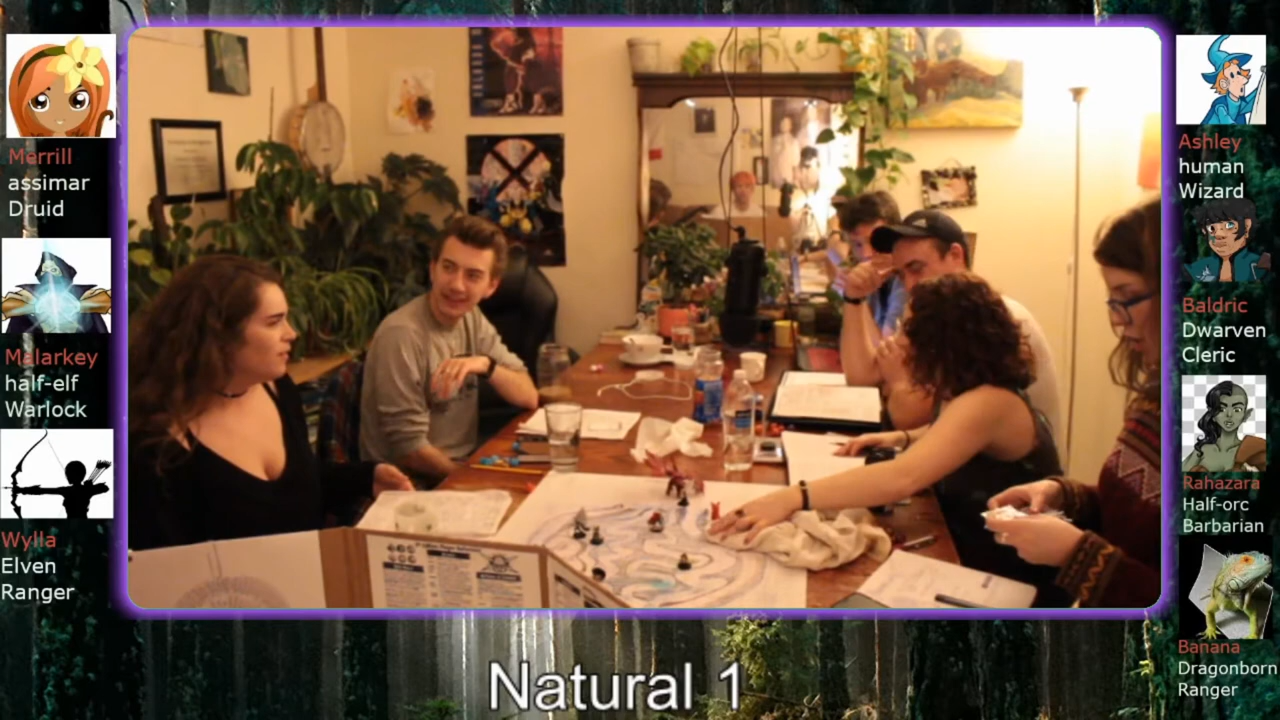 Merrill
assimar
Druid
Malarkey
half-elf
Warlock
Wylla
Elven
Ranger
Ashley
human
Wizard
Baldric
Dwarven
Cleric
Rahazara
Half-orc
Barbarian
Banana
Dragonborn
Ranger
Natural 1